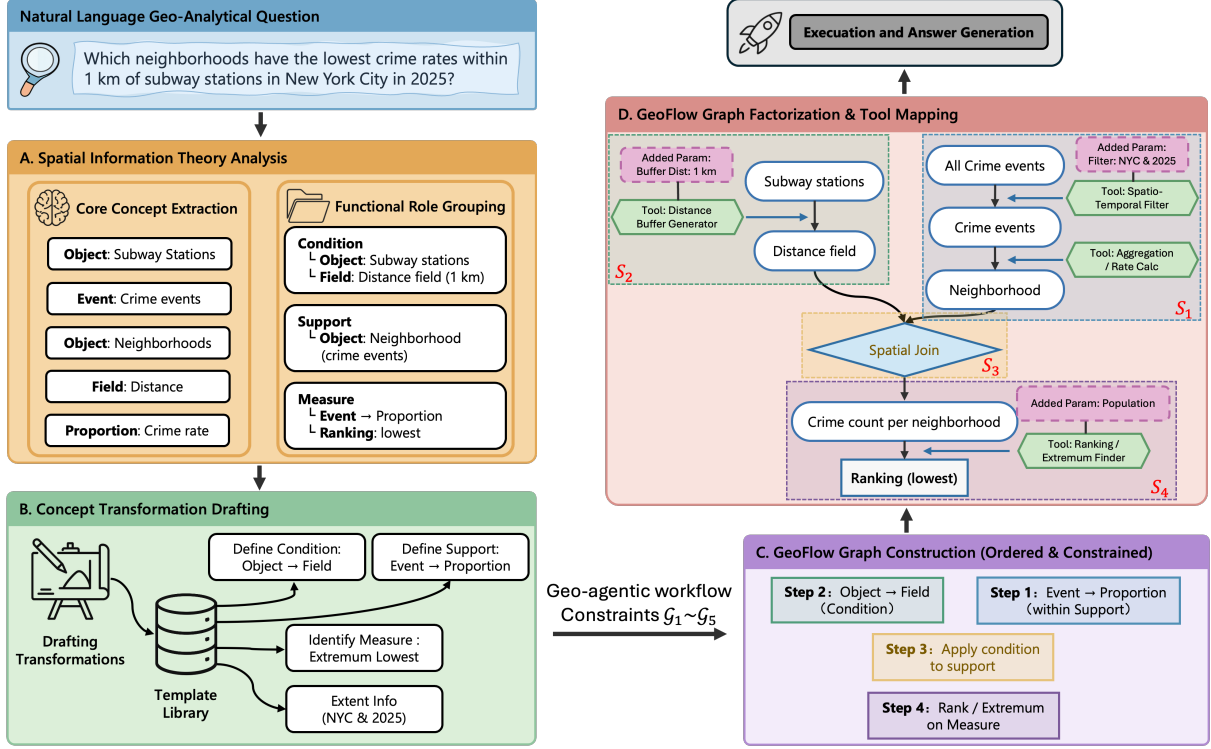 Natural Language Geo-Analytical Question
Which neighborhoods have the lowest crime rates within
1 km of subway stations in New York City in 2025?
A. Spatial Information Theory Analysis
Core Concept Extraction
Object: Subway Stations
Event: Crime events
Object: Neighborhoods
Field: Distance
Proportion: Crime rate
Functional Role Grouping
Condition
└ Object: Subway stations
└ Field: Distance field (1 km)
Support
└ Object: Neighborhood
(crime events)
Measure
└ Event → Proportion
└ Ranking: lowest
B. Concept Transformation Drafting
Drafting
Transformations
Template
Library
Define Condition:
Object → Field
Define Support:
Event → Proportion
Identify Measure :
Extremum Lowest
Extent Info
(NYC & 2025)
Geo-agentic workflow
Constraints 𝒢1~𝒢5
C. GeoFlow Graph Construction (Ordered & Constrained)
Step 2: Object → Field
(Condition)
Step 1: Event → Proportion
(within Support)
Step 3: Apply condition
to support
Step 4: Rank / Extremum
on Measure
D. GeoFlow Graph Factorization & Tool Mapping
Added Param:
Buffer Dist: 1 km
Tool: Distance
Buffer Generator
Subway stations
Distance field
S2
All Crime events
Crime events
Neighborhood
Added Param:
Filter: NYC & 2025
Tool: Spatio-
Temporal Filter
Tool: Aggregation
/ Rate Calc
S1
Spatial Join
S3
Crime count per neighborhood
Ranking (lowest)
Added Param: Population
Tool: Ranking /
Extremum Finder
S4
Execuation and Answer Generation